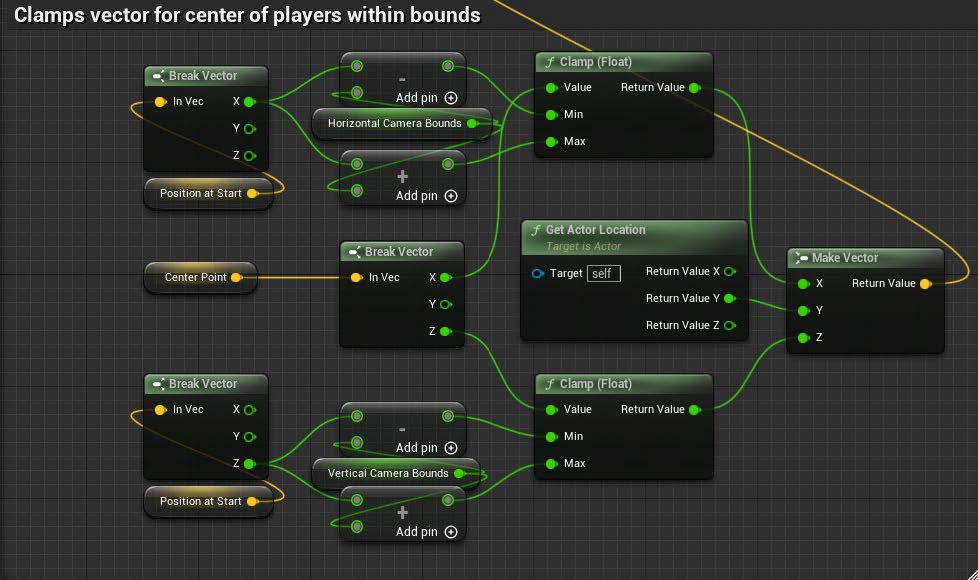 Clamps vector for center of players within bounds
Break Vector
In Vec X
Y
Z
Position at Start
-
Add pin
Horizontal Camera Bounds
+
Add pin
Clamp (Float)
Value Return Value
Min
Max
Center Point
Break Vector
In Vec X
Y
Z
Get Actor Location
Target is Actor
Target self Return Value X
Return Value Y
Return Value Z
Make Vector
X Return Value
Y
Z
Break Vector
In Vec X
Y
Z
Position at Start
-
Add pin
Vertical Camera Bounds
+
Add pin
Clamp (Float)
Value Return Value
Min
Max